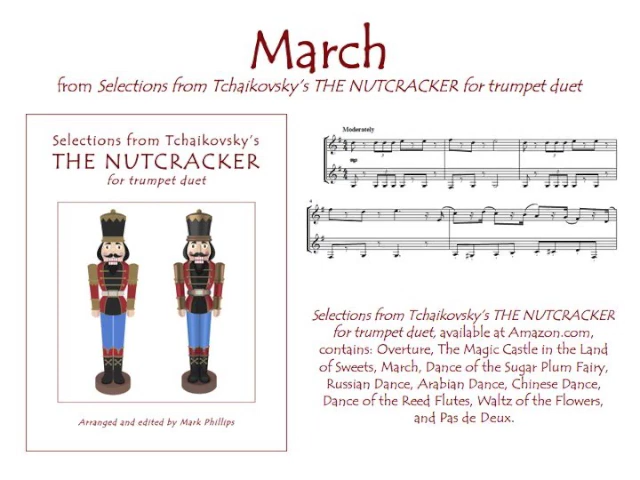 March
from Selections from Tchaikovsky's THE NUTCRACKER for trumpet duet
Selections from Tchaikovsky's
THE NUTCRACKER
for trumpet duet
Arranged and edited by Mark Phillips
Moderately
mp
Selections from Tchaikovsky's THE NUTCRACKER
for trumpet duet, available at Amazon.com,
contains: Overture, The Magic Castle in the Land
of Sweets, March, Dance of the Sugar Plum Fairy,
Russian Dance, Arabian Dance, Chinese Dance,
Dance of the Reed Flutes, Waltz of the Flowers,
and Pas de Deux.